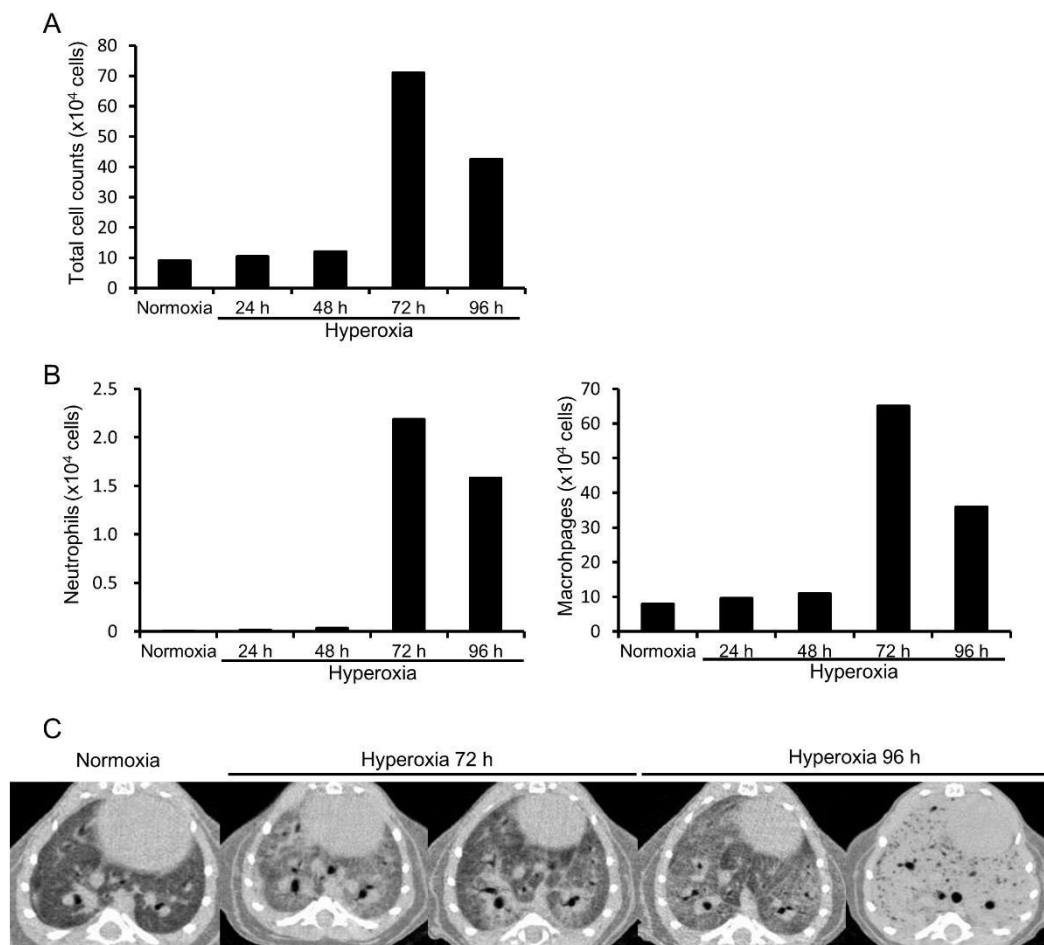 A
Total cell counts (x10⁴ cells)
80
70
60
50
40
30
20
10
0
Normoxia 24 h 48 h 72 h 96 h
Hyperoxia
B
Neutrophils (x10⁴ cells)
2.5
2.0
1.5
1.0
0.5
0
Normoxia 24 h 48 h 72 h 96 h
Hyperoxia
Macrohpages (x10⁴ cells)
70
60
50
40
30
20
10
0
Normoxia 24 h 48 h 72 h 96 h
Hyperoxia
C
Normoxia Hyperoxia 72 h Hyperoxia 96 h